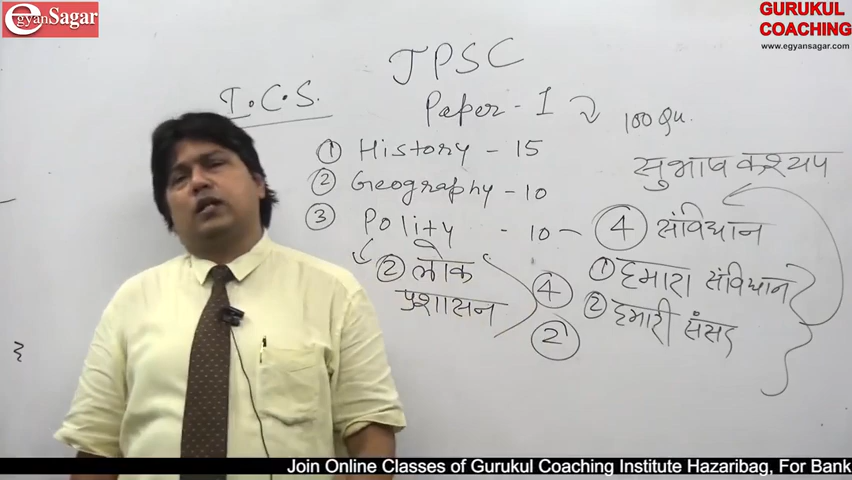 egyanSagar
GURUKUL
COACHING
www.egyansagar.com
JPSC
I.C.S.
Paper - 1
100 Qu.
① History - 15
② Geography - 10
③ Polity - 10 -
सुभाष कश्यप
④ संविधान
① हमारा संविधान
② हमारी संसद
② लोक
प्रशासन
④
②
Join Online Classes of Gurukul Coaching Institute Hazaribag, For Bank